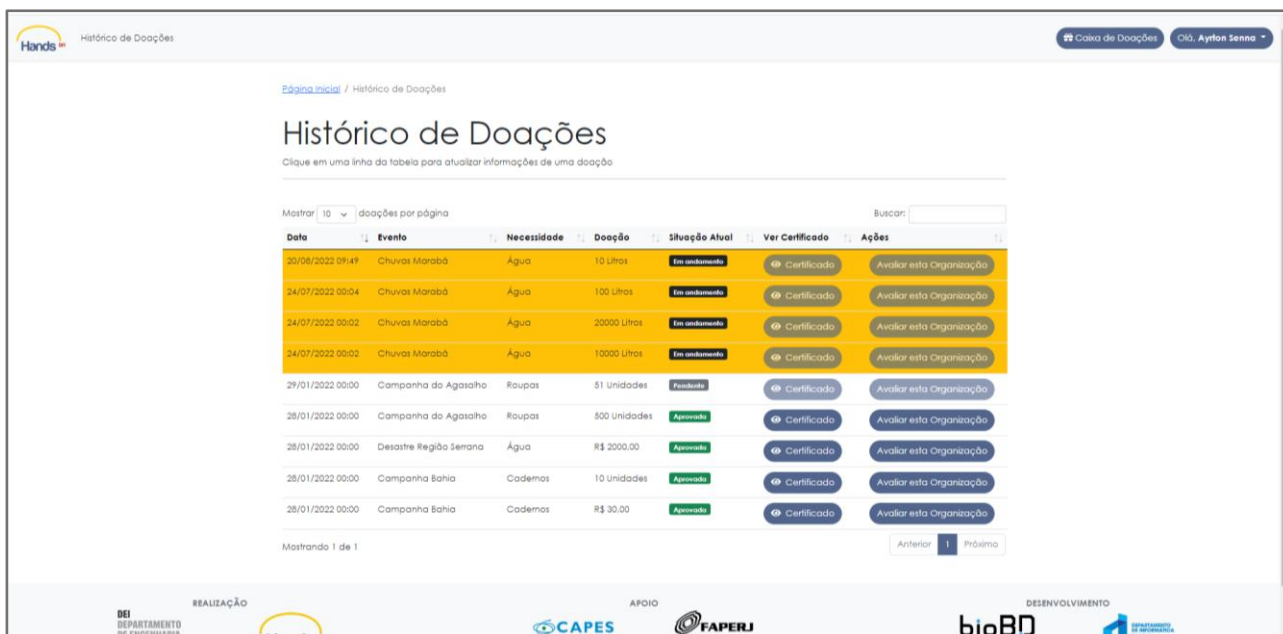 Hands on Histórico de Doações Caixa de Doações Olá, Ayrton Senna
Página Inicial / Histórico de Doações
Histórico de Doações
Clique em uma linha da tabela para atualizar informações de uma doação
Mostrar 10 doações por página Buscar:
Data Evento Necessidade Doação Situação Atual Ver Certificado Ações
20/08/2022 09:49 Chuvas Marabá Água 10 Litros Em andamento Certificado Avaliar esta Organização
24/07/2022 00:04 Chuvas Marabá Água 100 Litros Em andamento Certificado Avaliar esta Organização
24/07/2022 00:02 Chuvas Marabá Água 20000 Litros Em andamento Certificado Avaliar esta Organização
24/07/2022 00:02 Chuvas Marabá Água 10000 Litros Em andamento Certificado Avaliar esta Organização
29/01/2022 00:00 Campanha do Agasalho Roupas 51 Unidades Pendente Certificado Avaliar esta Organização
28/01/2022 00:00 Campanha do Agasalho Roupas 500 Unidades Aprovada Certificado Avaliar esta Organização
28/01/2022 00:00 Desastre Região Serrana Água R$ 2000,00 Aprovada Certificado Avaliar esta Organização
28/01/2022 00:00 Campanha Bahia Cadernos 10 Unidades Aprovada Certificado Avaliar esta Organização
28/01/2022 00:00 Campanha Bahia Cadernos R$ 30,00 Aprovada Certificado Avaliar esta Organização
Mostrando 1 de 1 Anterior 1 Próximo
REALIZAÇÃO APOIO DESENVOLVIMENTO
DEI
DEPARTAMENTO
DE ENGENHARIA
CAPES FAPERJ bioBD
DEPARTAMENTO
DE INFORMÁTICA